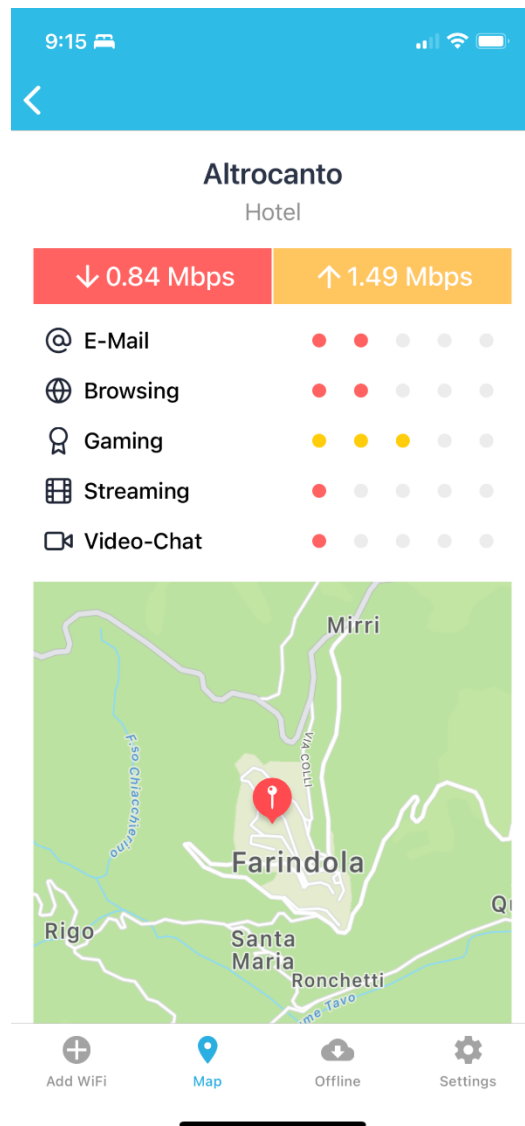 9:15
Altrocanto
Hotel
↓ 0.84 Mbps ↑ 1.49 Mbps
E-Mail
Browsing
Gaming
Streaming
Video-Chat
Mirri
VIA COLLI
F.so Chiacchierino
Farindola
Rigo
Santa
Maria
Ronchetti
Tavo
Add WiFi Map Offline Settings